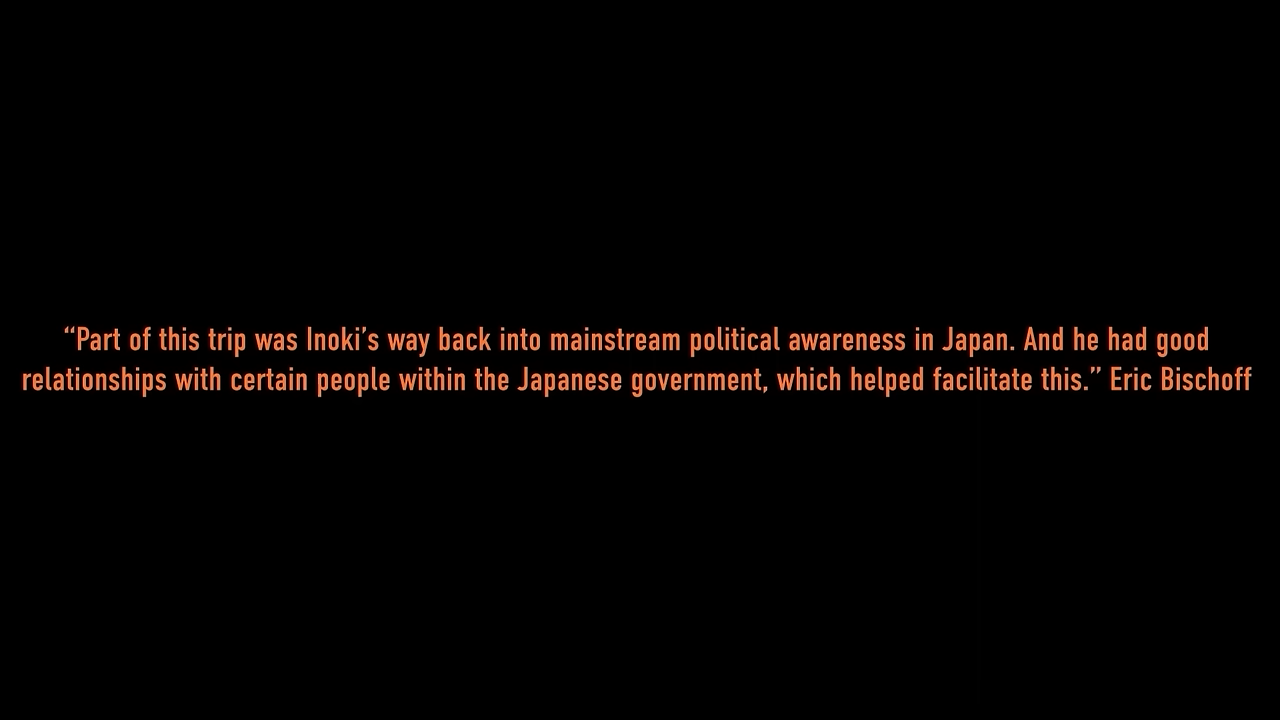 “Part of this trip was Inoki’s way back into mainstream political awareness in Japan. And he had good
relationships with certain people within the Japanese government, which helped facilitate this.” Eric Bischoff